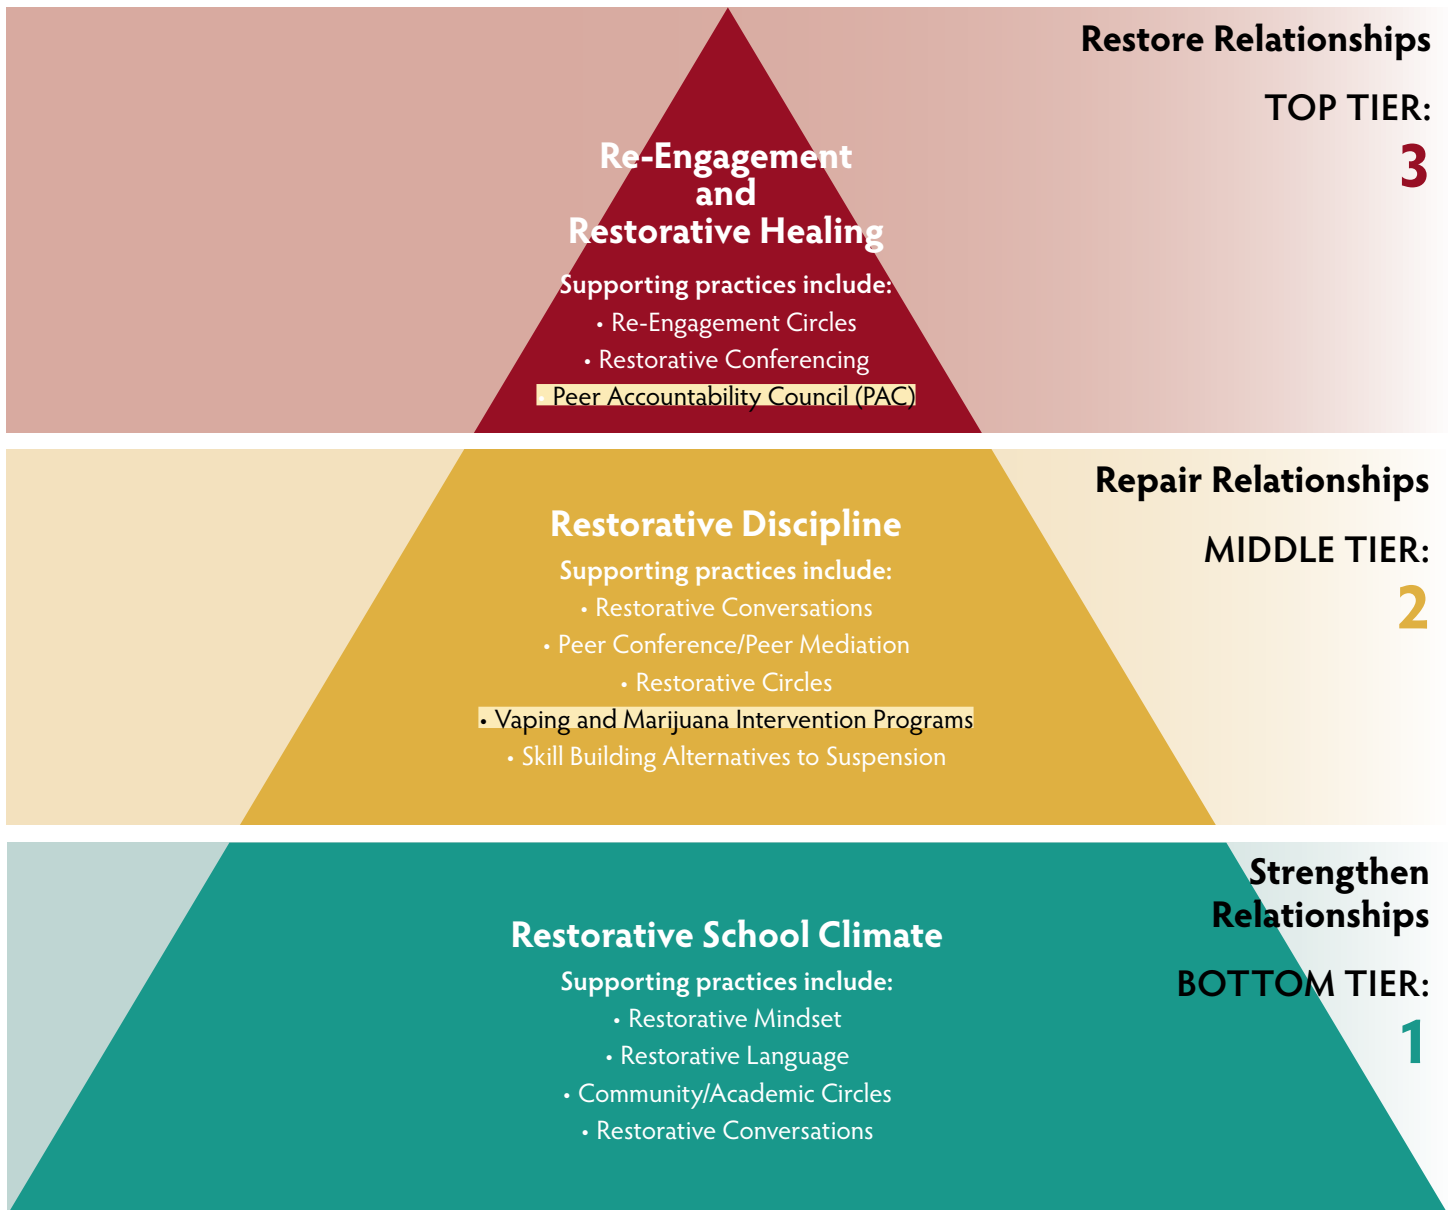 Restore Relationships
TOP TIER:
3
Re-Engagement
and
Restorative Healing
Supporting practices include:
• Re-Engagement Circles
• Restorative Conferencing
• Peer Accountability Council (PAC)
Repair Relationships
MIDDLE TIER:
2
Restorative Discipline
Supporting practices include:
• Restorative Conversations
• Peer Conference/Peer Mediation
• Restorative Circles
• Vaping and Marijuana Intervention Programs
• Skill Building Alternatives to Suspension
Strengthen
Relationships
BOTTOM TIER:
1
Restorative School Climate
Supporting practices include:
• Restorative Mindset
• Restorative Language
• Community/Academic Circles
• Restorative Conversations